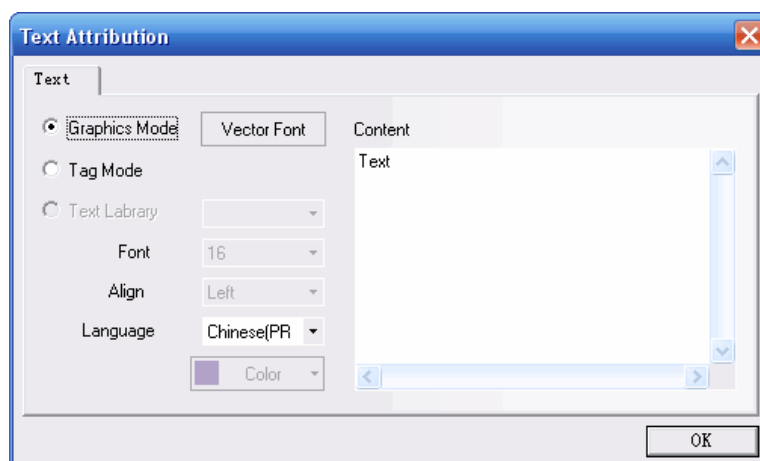 Text Attribution
Text
Graphics Mode
Vector Font
Content
Text
Tag Mode
Text Labrary
Font
16
Align
Left
Language
Chinese(PR
Color
OK